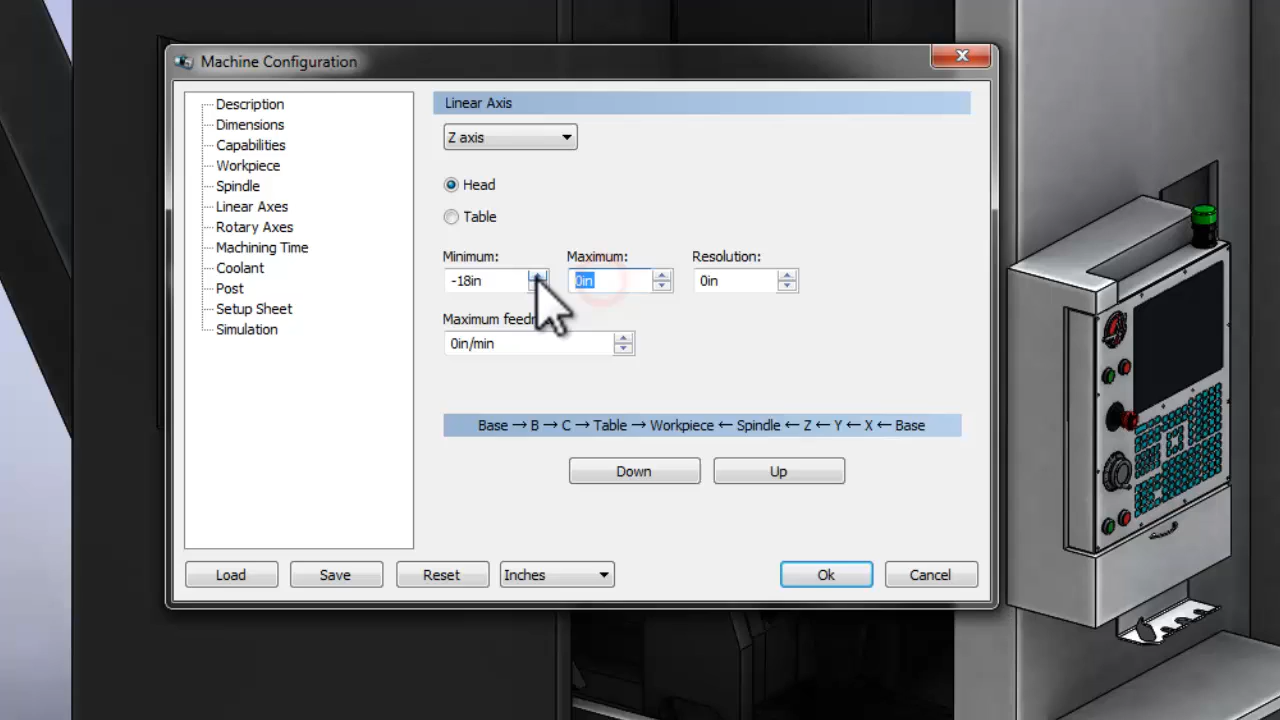 Machine Configuration
Description
Dimensions
Capabilities
Workpiece
Spindle
Linear Axes
Rotary Axes
Machining Time
Coolant
Post
Setup Sheet
Simulation
Linear Axis
Z axis
Head
Table
Minimum: Maximum: Resolution:
-18in 0in 0in
Maximum
0in/min
Base → B → C → Table → Workpiece ← Spindle ← Z ← Y ← X ← Base
Down Up
Load Save Reset Inches Ok Cancel